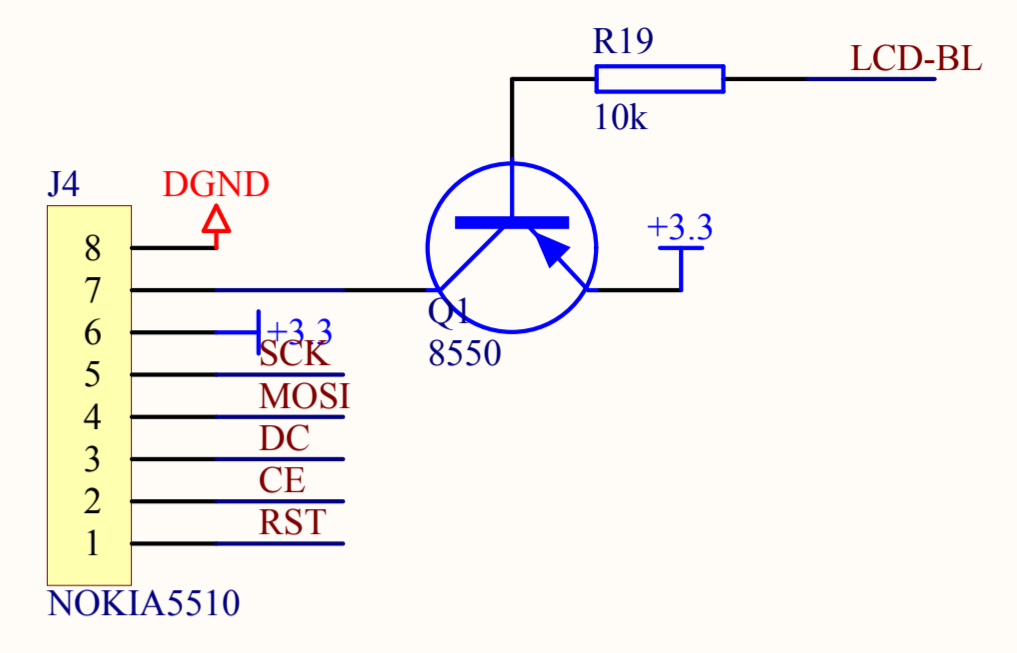 R19
LCD-BL
10k
J4
DGND
+3.3
8
7
Q1
6
+3.3
8550
SCK
5
MOSI
4
DC
3
CE
2
RST
1
NOKIA5510